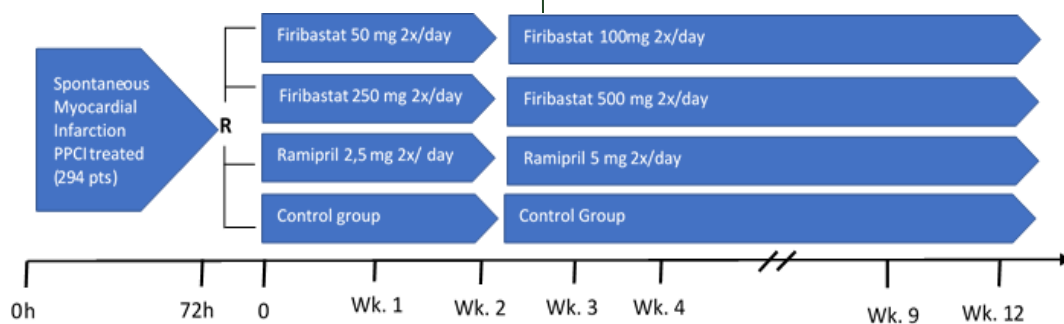 Firibastat 50 mg 2x/day
Firibastat 100mg 2x/day
Spontaneous
Myocardial
Infarction
PPCI treated
(294 pts)
R
Firibastat 250 mg 2x/day
Firibastat 500 mg 2x/day
Ramipril 2,5 mg 2x/ day
Ramipril 5 mg 2x/day
Control group
Control Group
0h
72h
0
Wk. 1
Wk. 2
Wk. 3
Wk. 4
Wk. 9
Wk. 12